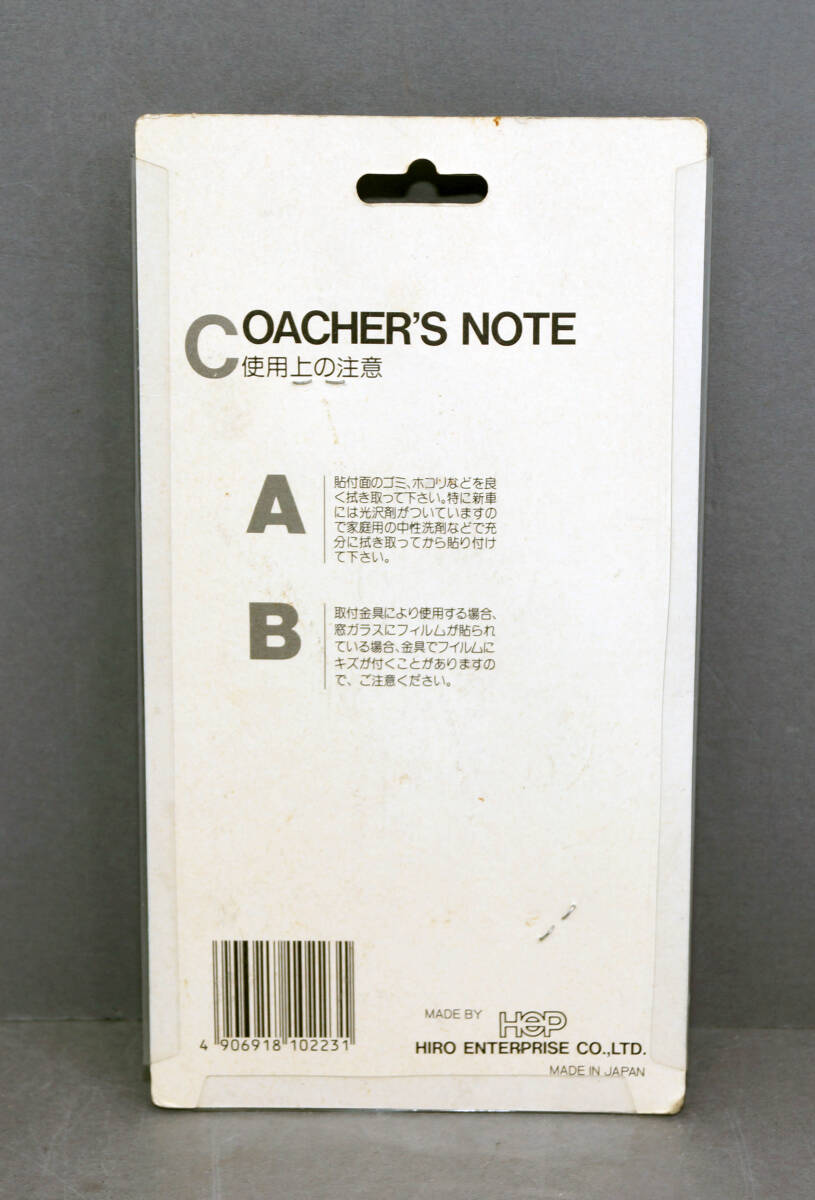 COACHER'S NOTE
使用上の注意
A
貼付面のゴミ、ホコリなどを良
く拭き取って下さい。特に新車
には光沢剤がついていますの
で家庭用の中性洗剤などで充
分に拭き取ってから貼り付け
て下さい。
B
取付金具により使用する場合、
窓ガラスにフィルムが貼られ
ている場合、金具でフイルムに
キズが付くことがありますの
で、ご注意ください。
4 906918 102231
MADE BY HEP
HIRO ENTERPRISE CO.,LTD.
MADE IN JAPAN